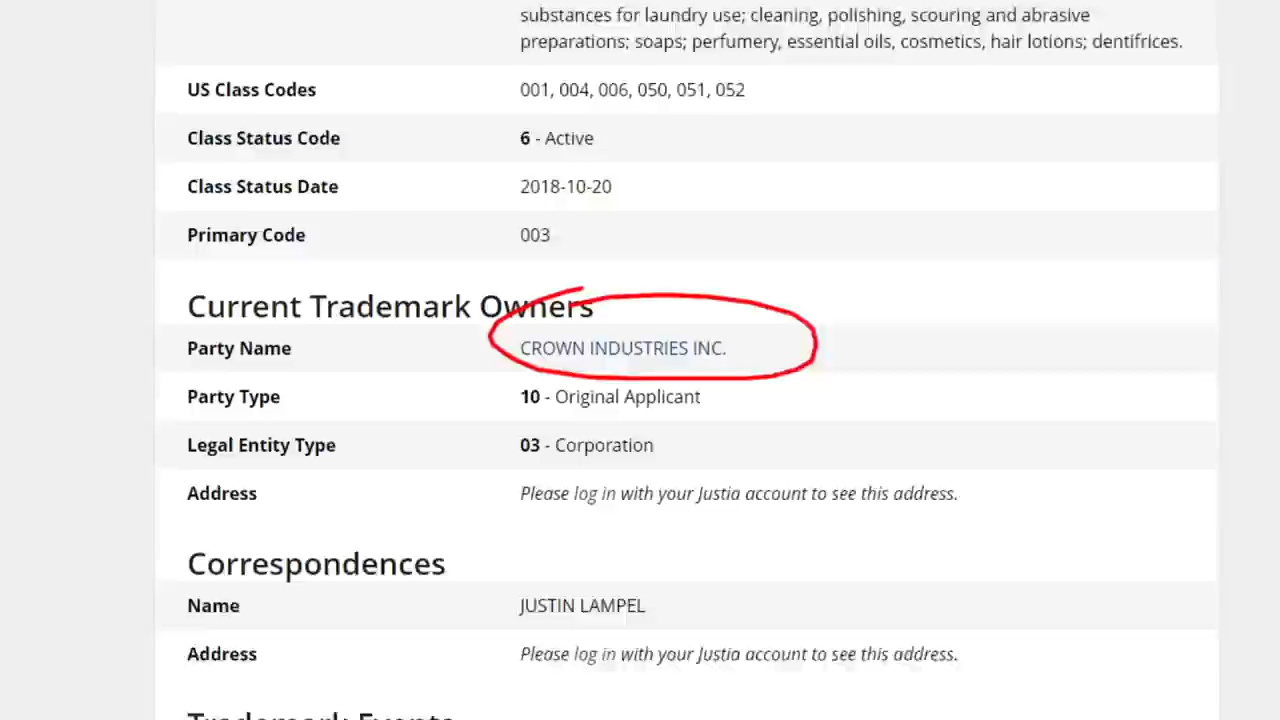 substances for laundry use; cleaning, polishing, scouring and abrasive
preparations; soaps; perfumery, essential oils, cosmetics, hair lotions; dentifrices.
US Class Codes 001, 004, 006, 050, 051, 052
Class Status Code 6 - Active
Class Status Date 2018-10-20
Primary Code 003
Current Trademark Owners
Party Name CROWN INDUSTRIES INC.
Party Type 10 - Original Applicant
Legal Entity Type 03 - Corporation
Address Please log in with your Justia account to see this address.
Correspondences
Name JUSTIN LAMPEL
Address Please log in with your Justia account to see this address.
Trademark Events